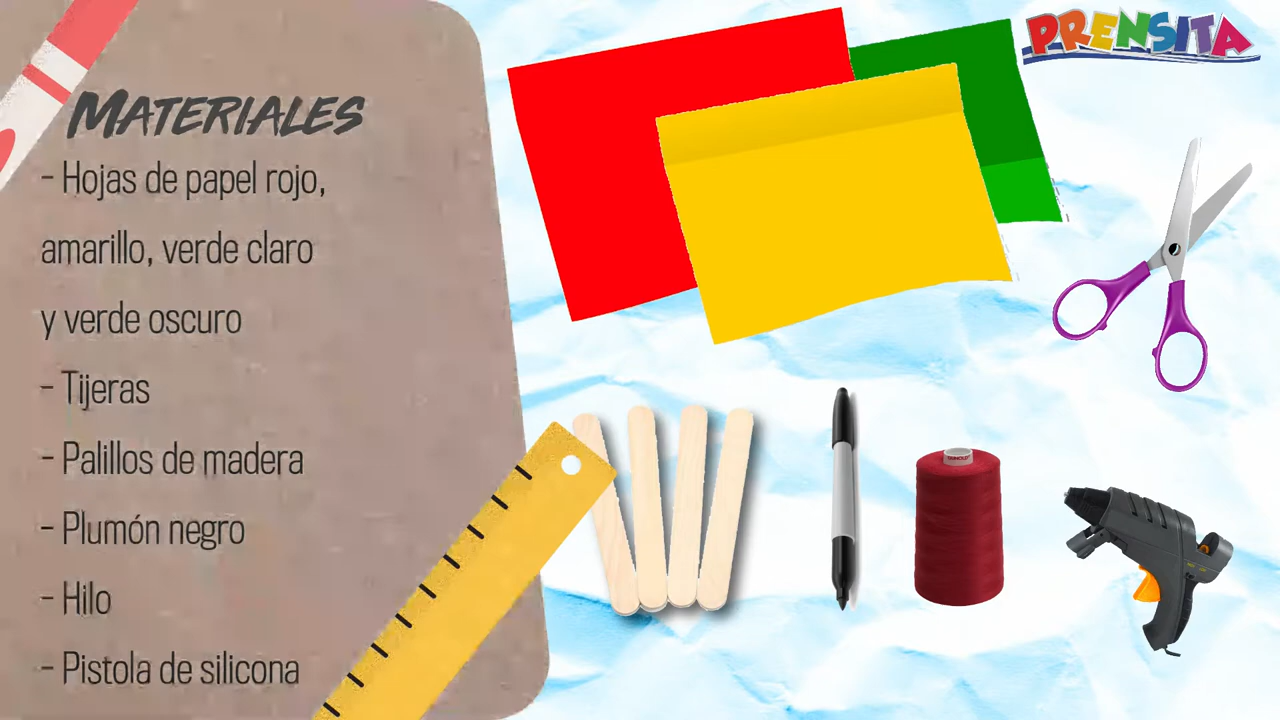 PRENSITA
MATERIALES
- Hojas de papel rojo,
amarillo, verde claro
y verde oscuro
- Tijeras
- Palillos de madera
- Plumón negro
- Hilo
- Pistola de silicona